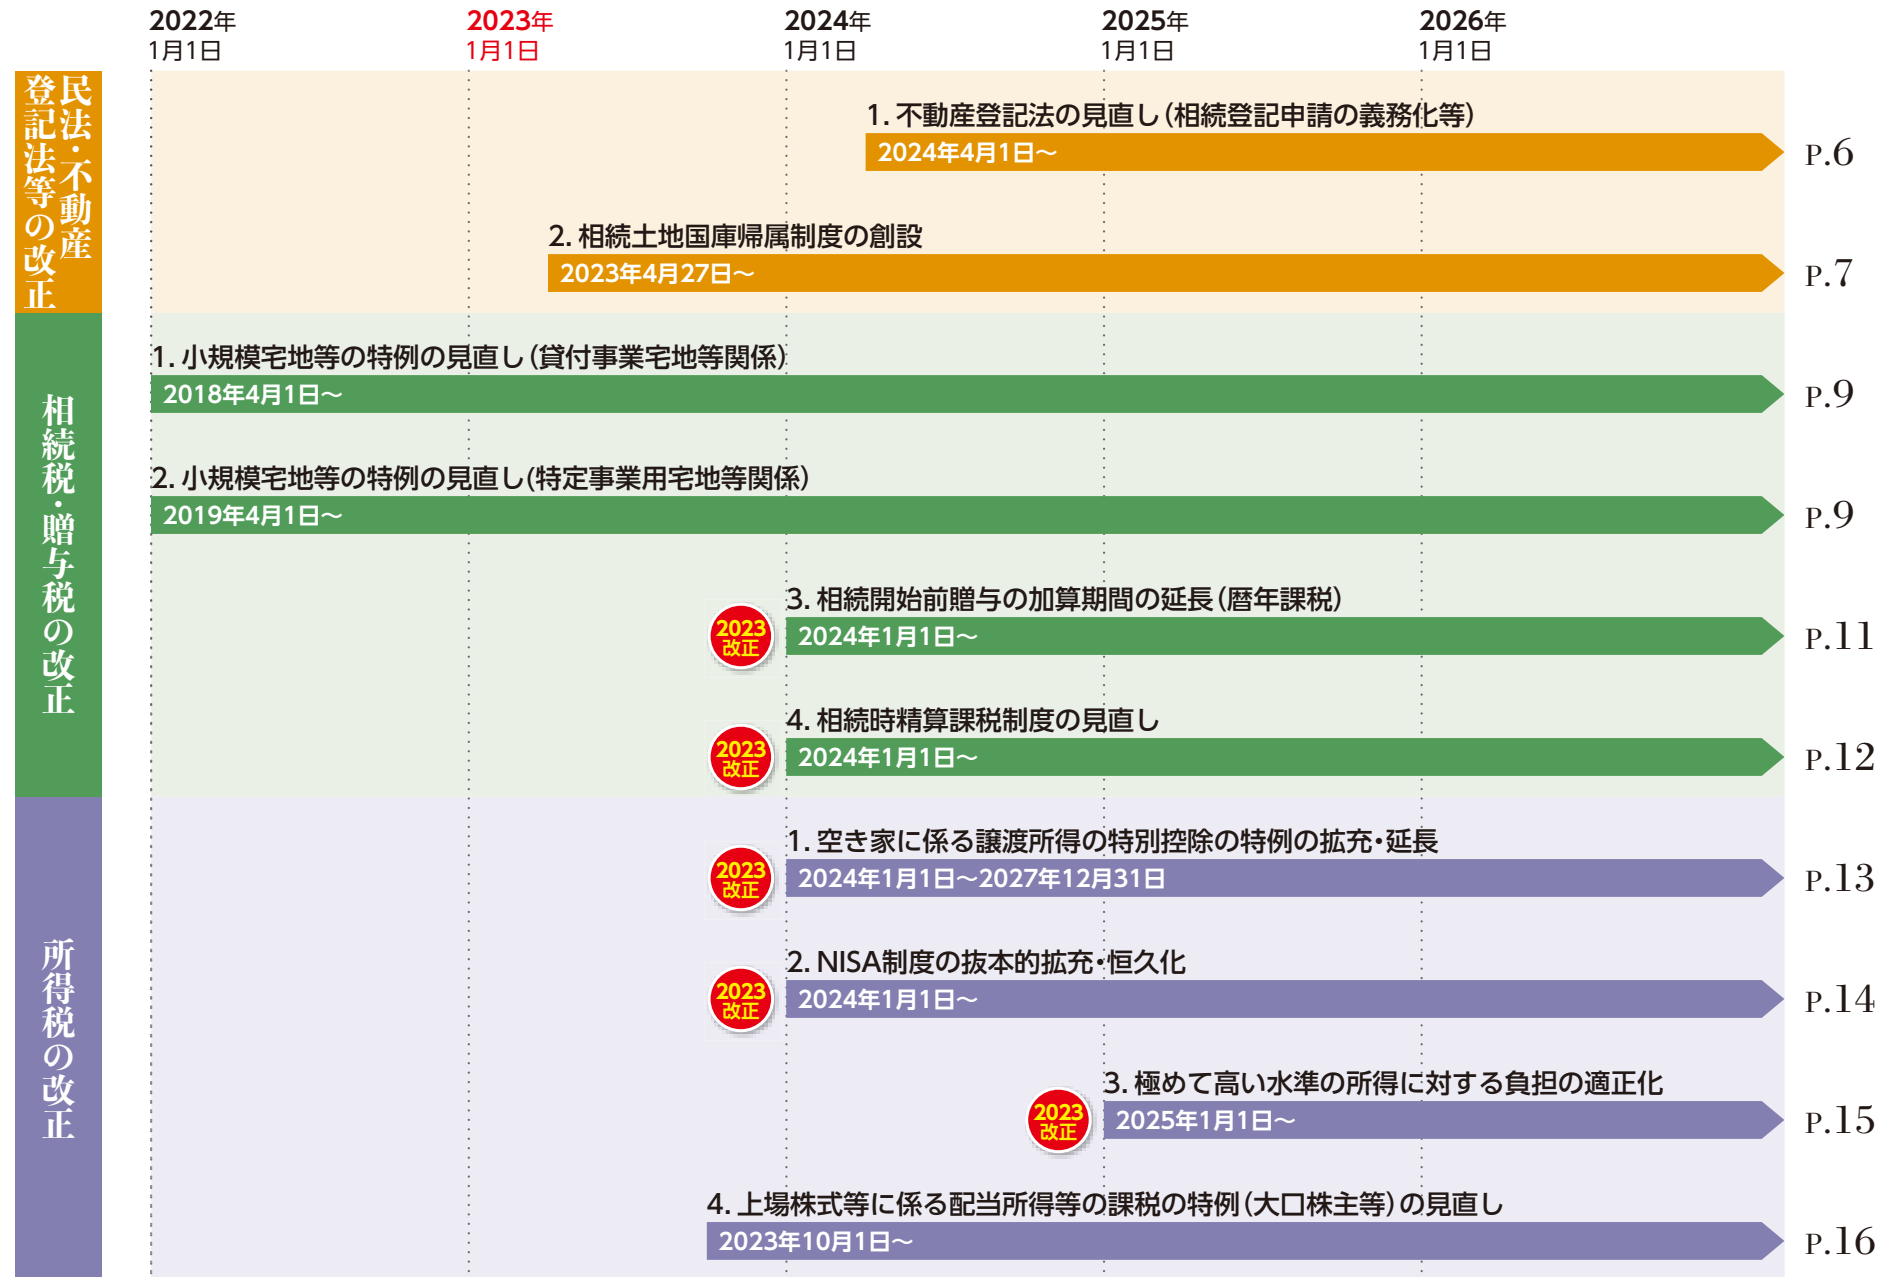 2022年
1月1日
2023年
1月1日
2024年
1月1日
2025年
1月1日
2026年
1月1日
民法・不動産
登記法等の改正
1. 不動産登記法の見直し（相続登記申請の義務化等）
2024年4月1日～
P.6
2. 相続土地国庫帰属制度の創設
2023年4月27日～
P.7
相続税・贈与税の改正
1. 小規模宅地等の特例の見直し（貸付事業宅地等関係）
2018年4月1日～
P.9
2. 小規模宅地等の特例の見直し(特定事業用宅地等関係）
2019年4月1日～
P.9
3. 相続開始前贈与の加算期間の延長（暦年課税）
2023
改正
2024年1月1日～
P.11
4. 相続時精算課税制度の見直し
2023
改正
2024年1月1日～
P.12
所得税の改正
1. 空き家に係る譲渡所得の特別控除の特例の拡充・延長
2023
改正
2024年1月1日～2027年12月31日
P.13
2. NISA制度の抜本的拡充・恒久化
2023
改正
2024年1月1日～
P.14
3. 極めて高い水準の所得に対する負担の適正化
2023
改正
2025年1月1日～
P.15
4. 上場株式等に係る配当所得等の課税の特例（大口株主等）の見直し
2023年10月1日～
P.16